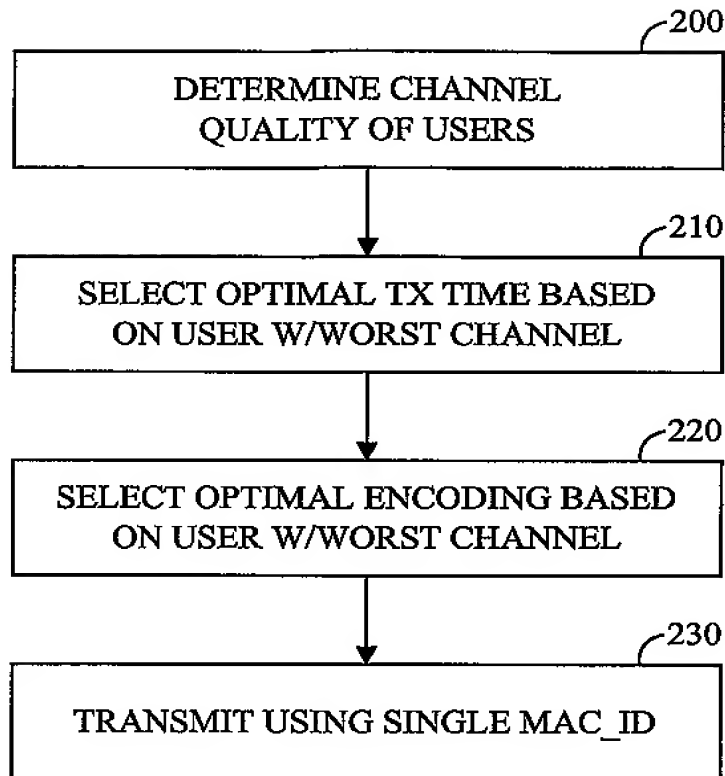 200
DETERMINE CHANNEL
QUALITY OF USERS
210
SELECT OPTIMAL TX TIME BASED
ON USER W/WORST CHANNEL
220
SELECT OPTIMAL ENCODING BASED
ON USER W/WORST CHANNEL
230
TRANSMIT USING SINGLE MAC_ID